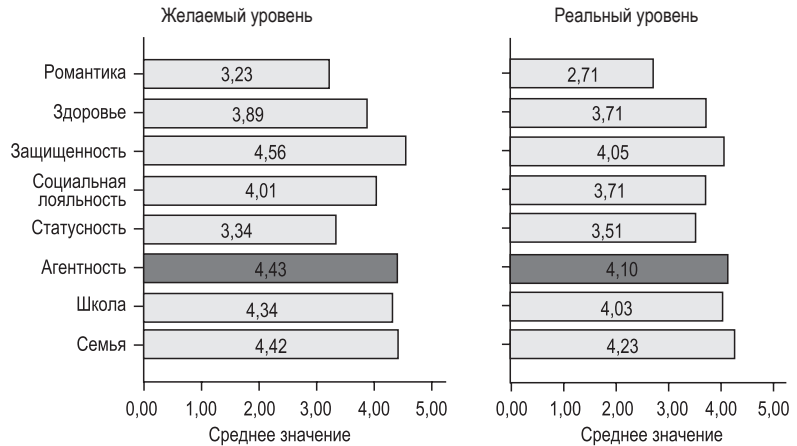 Желаемый уровень
Реальный уровень
Романтика
3,23
2,71
Здоровье
3,89
3,71
Защищенность
4,56
4,05
Социальная
лояльность
4,01
3,71
Статусность
3,34
3,51
Агентность
4,43
4,10
Школа
4,34
4,03
Семья
4,42
4,23
0,00 1,00 2,00 3,00 4,00 5,00
0,00 1,00 2,00 3,00 4,00 5,00
Среднее значение
Среднее значение